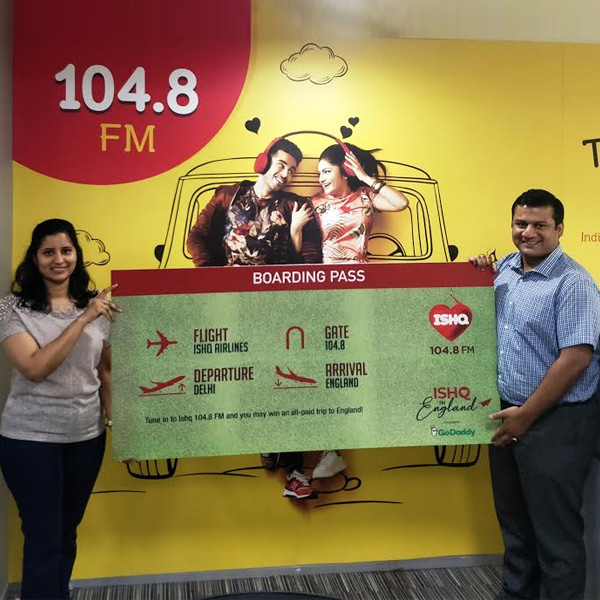 104.8
FM
T
Indi
BOARDING PASS
FLIGHT
ISHQ AIRLINES
GATE
104.8
DEPARTURE
DELHI
ARRIVAL
ENGLAND
Tune in to Ishq 104.8 FM and you may win an all-paid trip to England!
ISHQ
104.8 FM
ISHQ
IN
England
GoDaddy